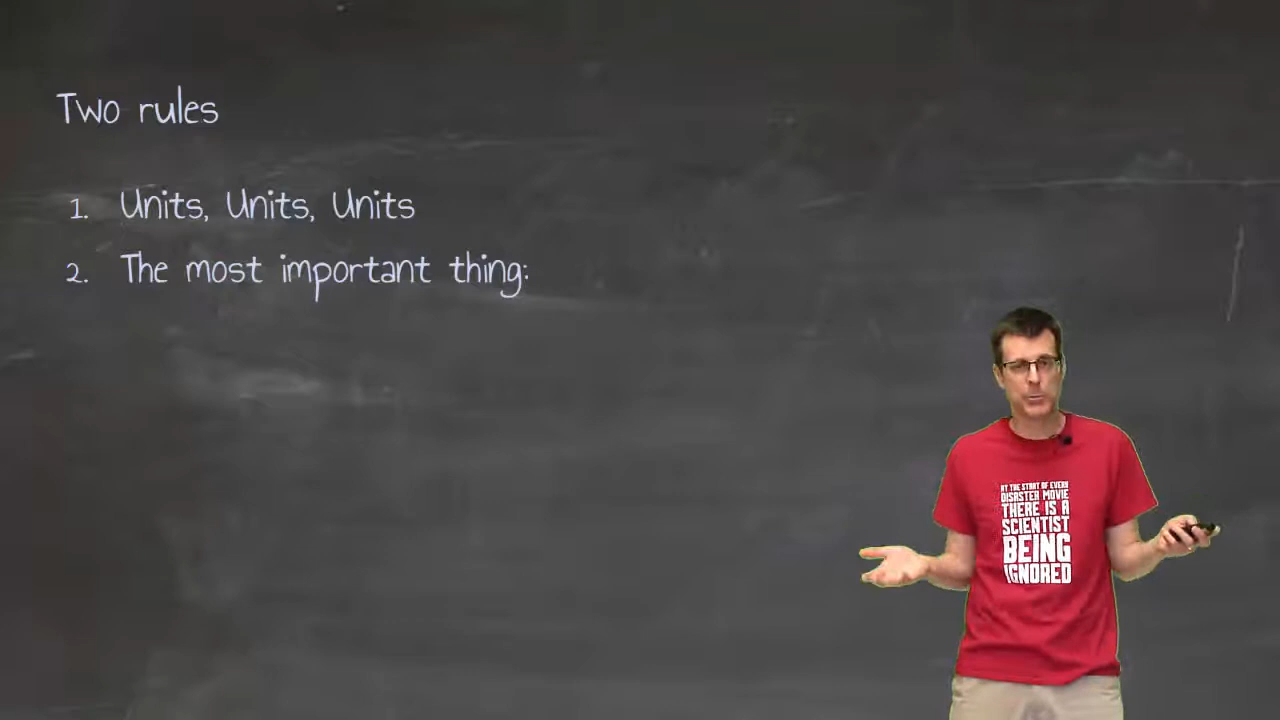 Two rules
1. Units, Units, Units
2. The most important thing:
AT THE START OF EVERY
DISASTER MOVIE
THERE IS A
SCIENTIST
BEING
IGNORED